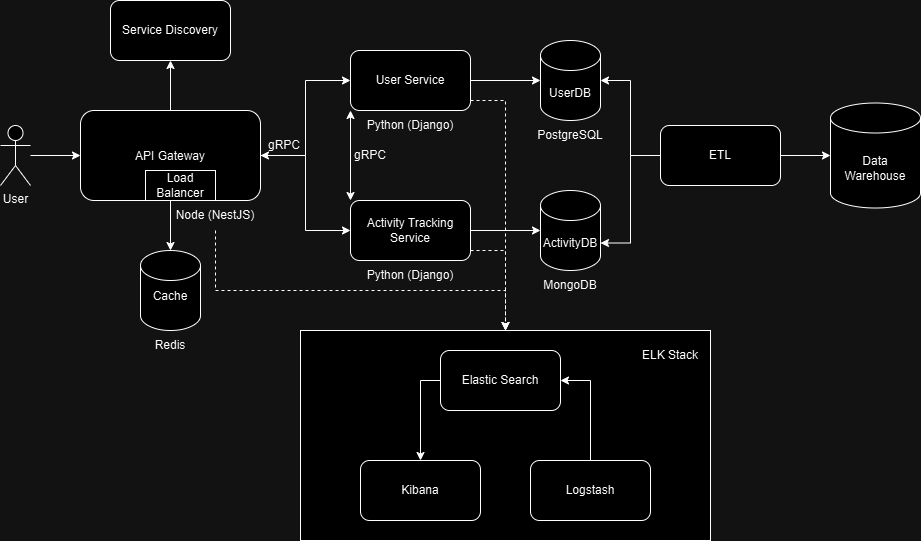 Service Discovery
User
API Gateway
Load
Balancer
Node (NestJS)
Cache
Redis
gRPC
User Service
Python (Django)
gRPC
Activity Tracking
Service
Python (Django)
UserDB
PostgreSQL
ActivityDB
MongoDB
ETL
Data
Warehouse
ELK Stack
Elastic Search
Kibana
Logstash